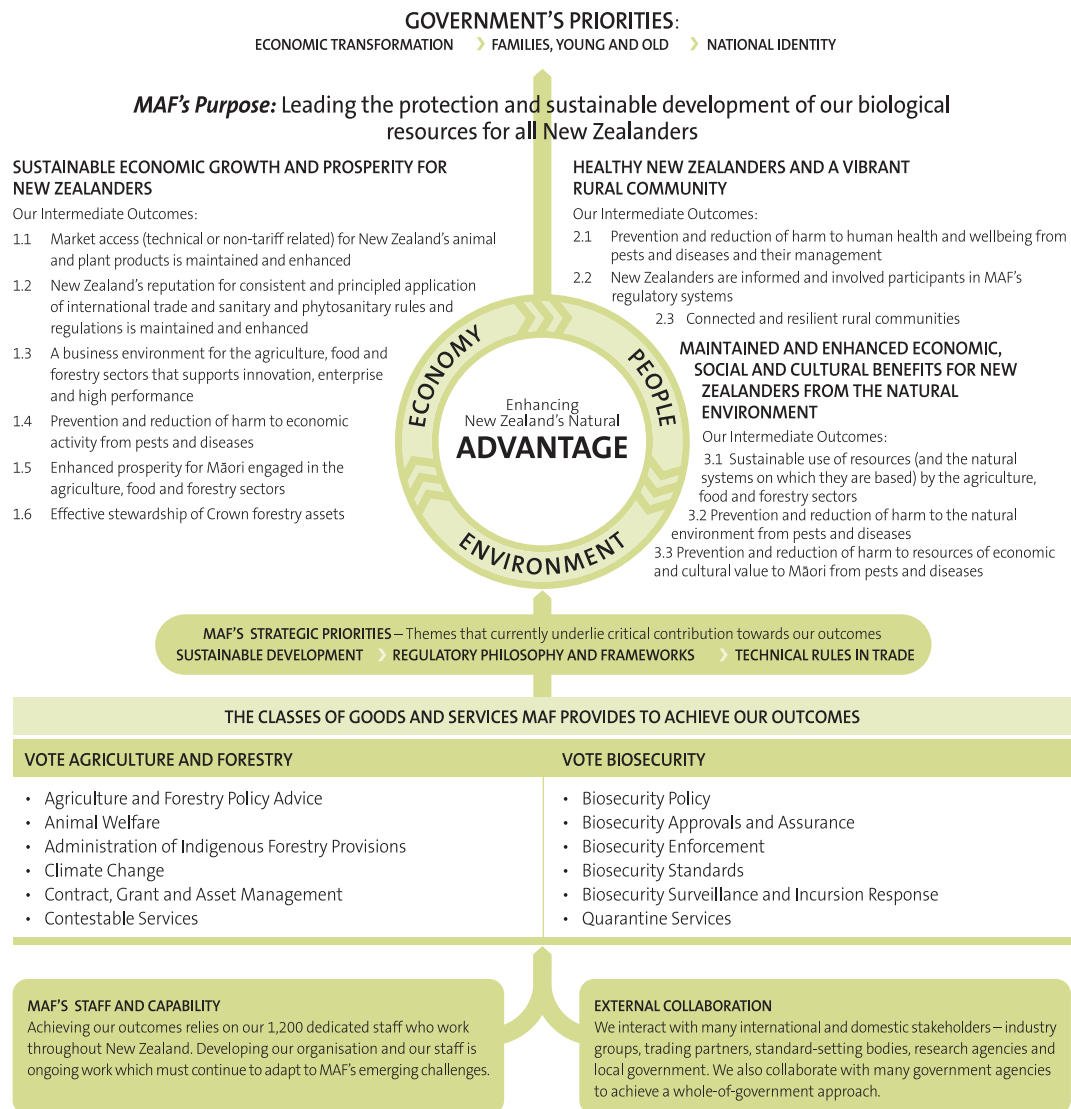 GOVERNMENT'S PRIORITIES:
ECONOMIC TRANSFORMATION › FAMILIES, YOUNG AND OLD › NATIONAL IDENTITY
MAF's Purpose: Leading the protection and sustainable development of our biological
resources for all New Zealanders
SUSTAINABLE ECONOMIC GROWTH AND PROSPERITY FOR
NEW ZEALANDERS
Our Intermediate Outcomes:
1.1 Market access (technical or non-tariff related) for New Zealand's animal
and plant products is maintained and enhanced
1.2 New Zealand's reputation for consistent and principled application
of international trade and sanitary and phytosanitary rules and
regulations is maintained and enhanced
1.3 A business environment for the agriculture, food and
forestry sectors that supports innovation, enterprise
and high performance
1.4 Prevention and reduction of harm to economic
activity from pests and diseases
1.5 Enhanced prosperity for Māori engaged in the
agriculture, food and forestry sectors
1.6 Effective stewardship of Crown forestry assets
HEALTHY NEW ZEALANDERS AND A VIBRANT
RURAL COMMUNITY
Our Intermediate Outcomes:
2.1 Prevention and reduction of harm to human health and wellbeing from
pests and diseases and their management
2.2 New Zealanders are informed and involved participants in MAF's
regulatory systems
2.3 Connected and resilient rural communities
MAINTAINED AND ENHANCED ECONOMIC,
SOCIAL AND CULTURAL BENEFITS FOR NEW
ZEALANDERS FROM THE NATURAL
ENVIRONMENT
Our Intermediate Outcomes:
3.1 Sustainable use of resources (and the natural
systems on which they are based) by the agriculture,
food and forestry sectors
3.2 Prevention and reduction of harm to the natural
environment from pests and diseases
3.3 Prevention and reduction of harm to resources of economic
and cultural value to Māori from pests and diseases
ECONOMY
PEOPLE
ENVIRONMENT
Enhancing
New Zealand's Natural
ADVANTAGE
MAF'S STRATEGIC PRIORITIES – Themes that currently underlie critical contribution towards our outcomes
SUSTAINABLE DEVELOPMENT › REGULATORY PHILOSOPHY AND FRAMEWORKS › TECHNICAL RULES IN TRADE
THE CLASSES OF GOODS AND SERVICES MAF PROVIDES TO ACHIEVE OUR OUTCOMES
VOTE AGRICULTURE AND FORESTRY
• Agriculture and Forestry Policy Advice
• Animal Welfare
• Administration of Indigenous Forestry Provisions
• Climate Change
• Contract, Grant and Asset Management
• Contestable Services
VOTE BIOSECURITY
• Biosecurity Policy
• Biosecurity Approvals and Assurance
• Biosecurity Enforcement
• Biosecurity Standards
• Biosecurity Surveillance and Incursion Response
• Quarantine Services
MAF'S STAFF AND CAPABILITY
Achieving our outcomes relies on our 1,200 dedicated staff who work
throughout New Zealand. Developing our organisation and our staff is
ongoing work which must continue to adapt to MAF's emerging challenges.
EXTERNAL COLLABORATION
We interact with many international and domestic stakeholders – industry
groups, trading partners, standard-setting bodies, research agencies and
local government. We also collaborate with many government agencies
to achieve a whole-of-government approach.